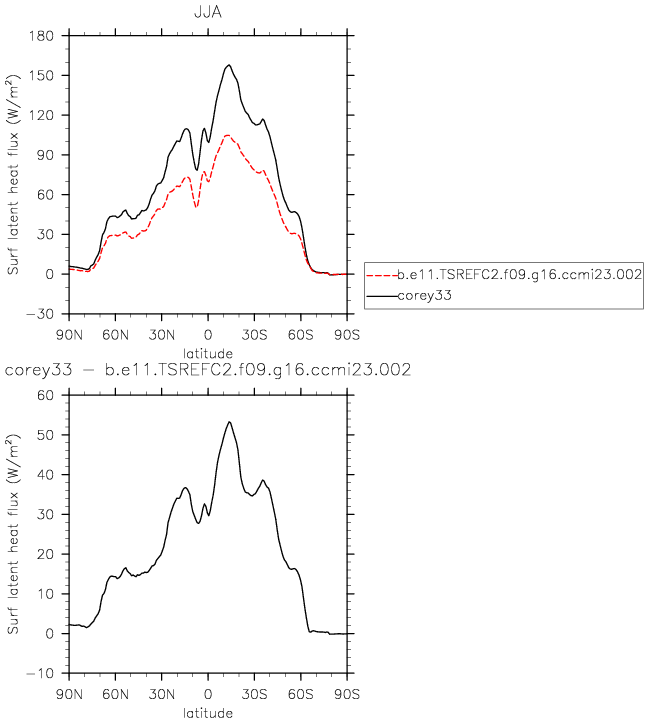 JJA
180
150
120
90
60
30
0
−30
Surf latent heat flux (W/m²)
90N 60N 30N 0 30S 60S 90S
latitude
b.e11.TSREFC2.f09.g16.ccmi23.002
corey33
corey33 − b.e11.TSREFC2.f09.g16.ccmi23.002
60
50
40
30
20
10
0
−10
Surf latent heat flux (W/m²)
90N 60N 30N 0 30S 60S 90S
latitude